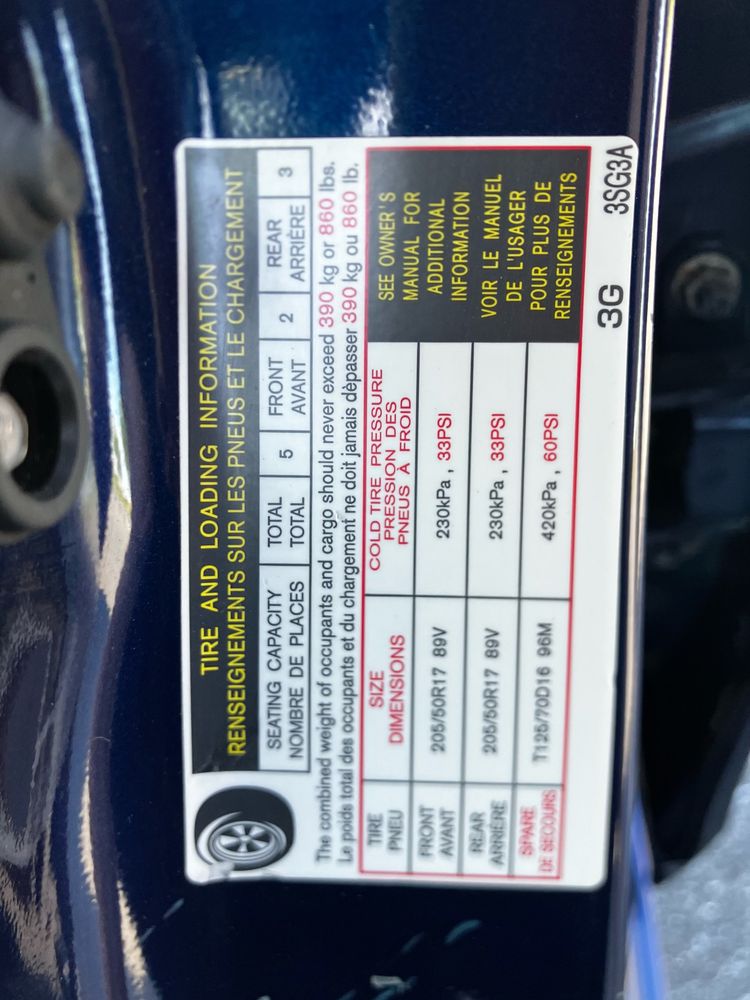 TIRE AND LOADING INFORMATION
RENSEIGNEMENTS SUR LES PNEUS ET LE CHARGEMENT
SEATING CAPACITY TOTAL 5 FRONT 2 REAR 3
NOMBRE DE PLACES TOTAL AVANT ARRIÈRE
The combined weight of occupants and cargo should never exceed 390 kg or 860 lbs.
Le poids total des occupants et du chargement ne doit jamais dépasser 390 kg ou 860 lb.
TIRE SIZE COLD TIRE PRESSURE
PNEU DIMENSIONS PRESSION DES
PNEUS À FROID
FRONT 205/50R17 89V 230kPa , 33PSI
AVANT
REAR 205/50R17 89V 230kPa , 33PSI
ARRIÈRE
SPARE T125/70D16 96M 420kPa , 60PSI
DE SECOURS
SEE OWNER'S
MANUAL FOR
ADDITIONAL
INFORMATION
VOIR LE MANUEL
DE L'USAGER
POUR PLUS DE
RENSEIGNEMENTS
3G 3SG3A